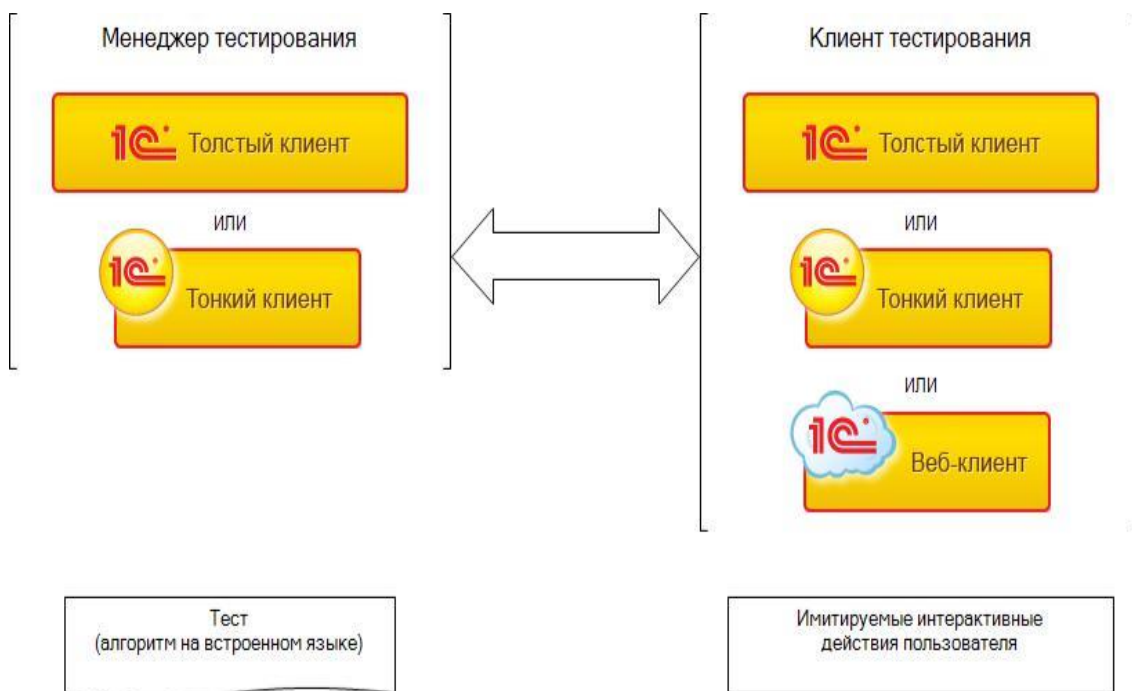 Менеджер тестирования
1С Толстый клиент
или
1С Тонкий клиент
Клиент тестирования
1С Толстый клиент
или
1С Тонкий клиент
или
1С Веб-клиент
Тест
(алгоритм на встроенном языке)
Имитируемые интерактивные
действия пользователя